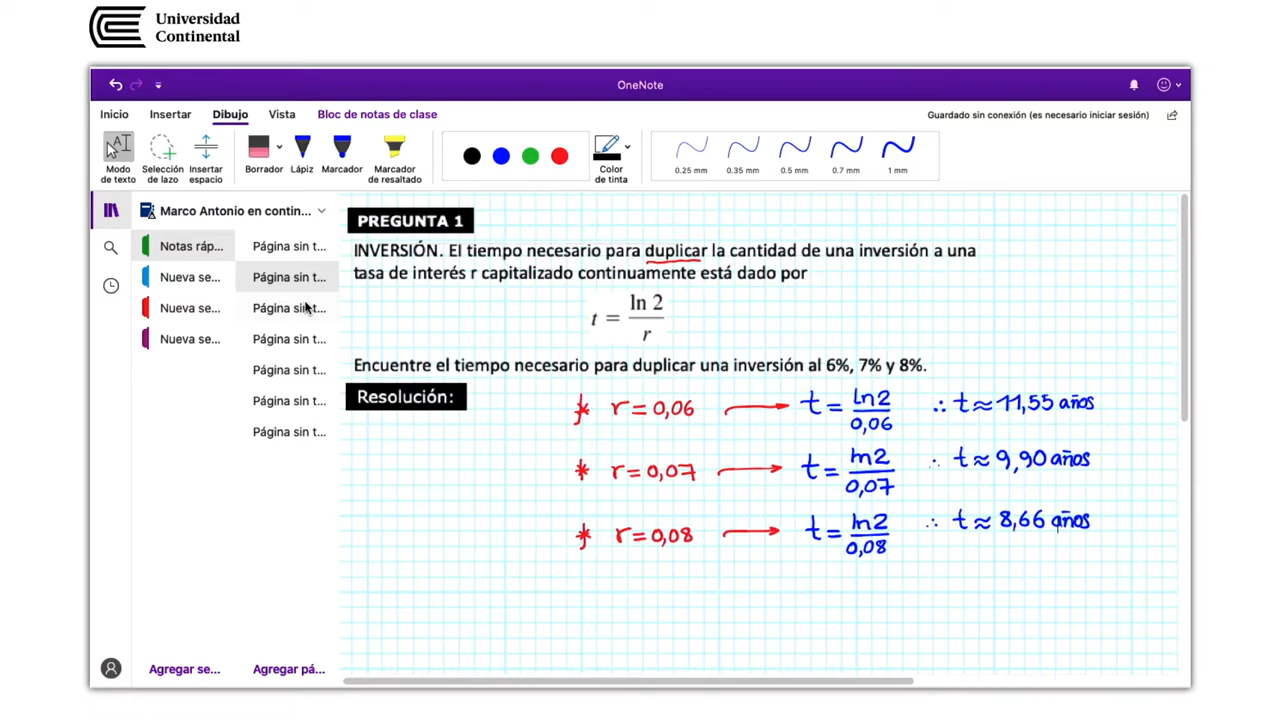 Universidad
Continental
OneNote
Inicio Insertar Dibujo Vista Bloc de notas de clase
Guardado sin conexión (es necesario iniciar sesión)
Modo de texto
Selección de lazo
Insertar espacio
Borrador
Lápiz
Marcador
Marcador de resaltado
Color de tinta
0.25 mm 0.35 mm 0.5 mm 0.7 mm 1 mm
Marco Antonio en contin...
Notas ráp... Página sin t...
Nueva se... Página sin t...
Nueva se... Página sin t...
Nueva se... Página sin t...
Página sin t...
Página sin t...
Página sin t...
Agregar se... Agregar pá...
PREGUNTA 1
INVERSIÓN. El tiempo necesario para duplicar la cantidad de una inversión a una
tasa de interés r capitalizado continuamente está dado por
t = ln 2 / r
Encuentre el tiempo necesario para duplicar una inversión al 6%, 7% y 8%.
Resolución:
* r = 0,06 → t = ln2 / 0,06 ∴ t ≈ 11,55 años
* r = 0,07 → t = ln2 / 0,07 ∴ t ≈ 9,90 años
* r = 0,08 → t = ln2 / 0,08 ∴ t ≈ 8,66 años